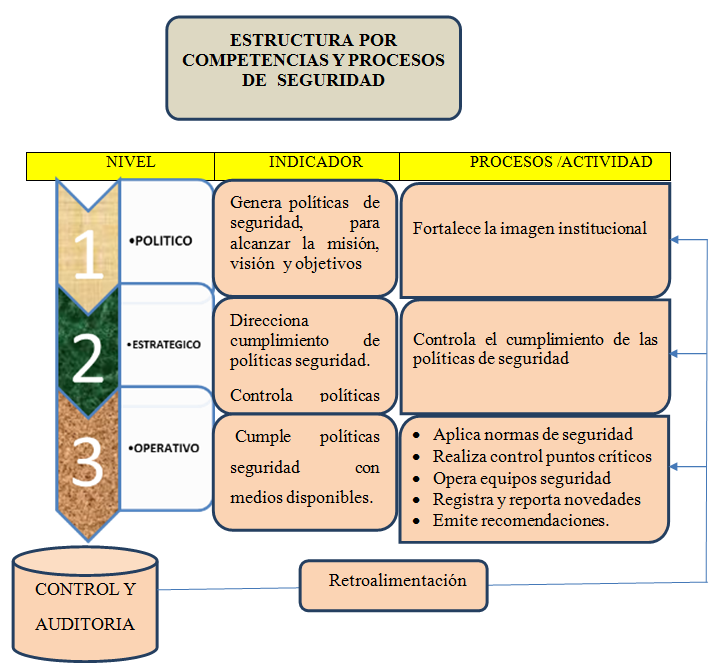 ESTRUCTURA POR
COMPETENCIAS Y PROCESOS
DE SEGURIDAD
NIVEL
INDICADOR
PROCESOS /ACTIVIDAD
1
•POLITICO
Genera políticas de
seguridad, para
alcanzar la misión,
visión y objetivos
Fortalece la imagen institucional
2
•ESTRATEGICO
Direcciona
cumplimiento de
políticas seguridad.
Controla políticas
Controla el cumplimiento de las
políticas de seguridad
3
•OPERATIVO
Cumple políticas
seguridad con
medios disponibles.
• Aplica normas de seguridad
• Realiza control puntos críticos
• Opera equipos seguridad
• Registra y reporta novedades
• Emite recomendaciones.
CONTROL Y
AUDITORIA
Retroalimentación